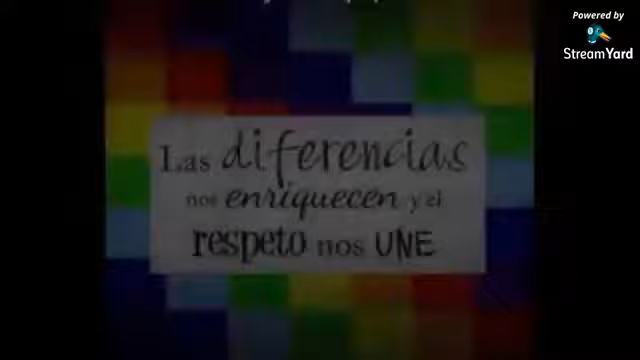 Powered by
StreamYard
Las diferencias
nos enriquecen y el
respeto nos UNE